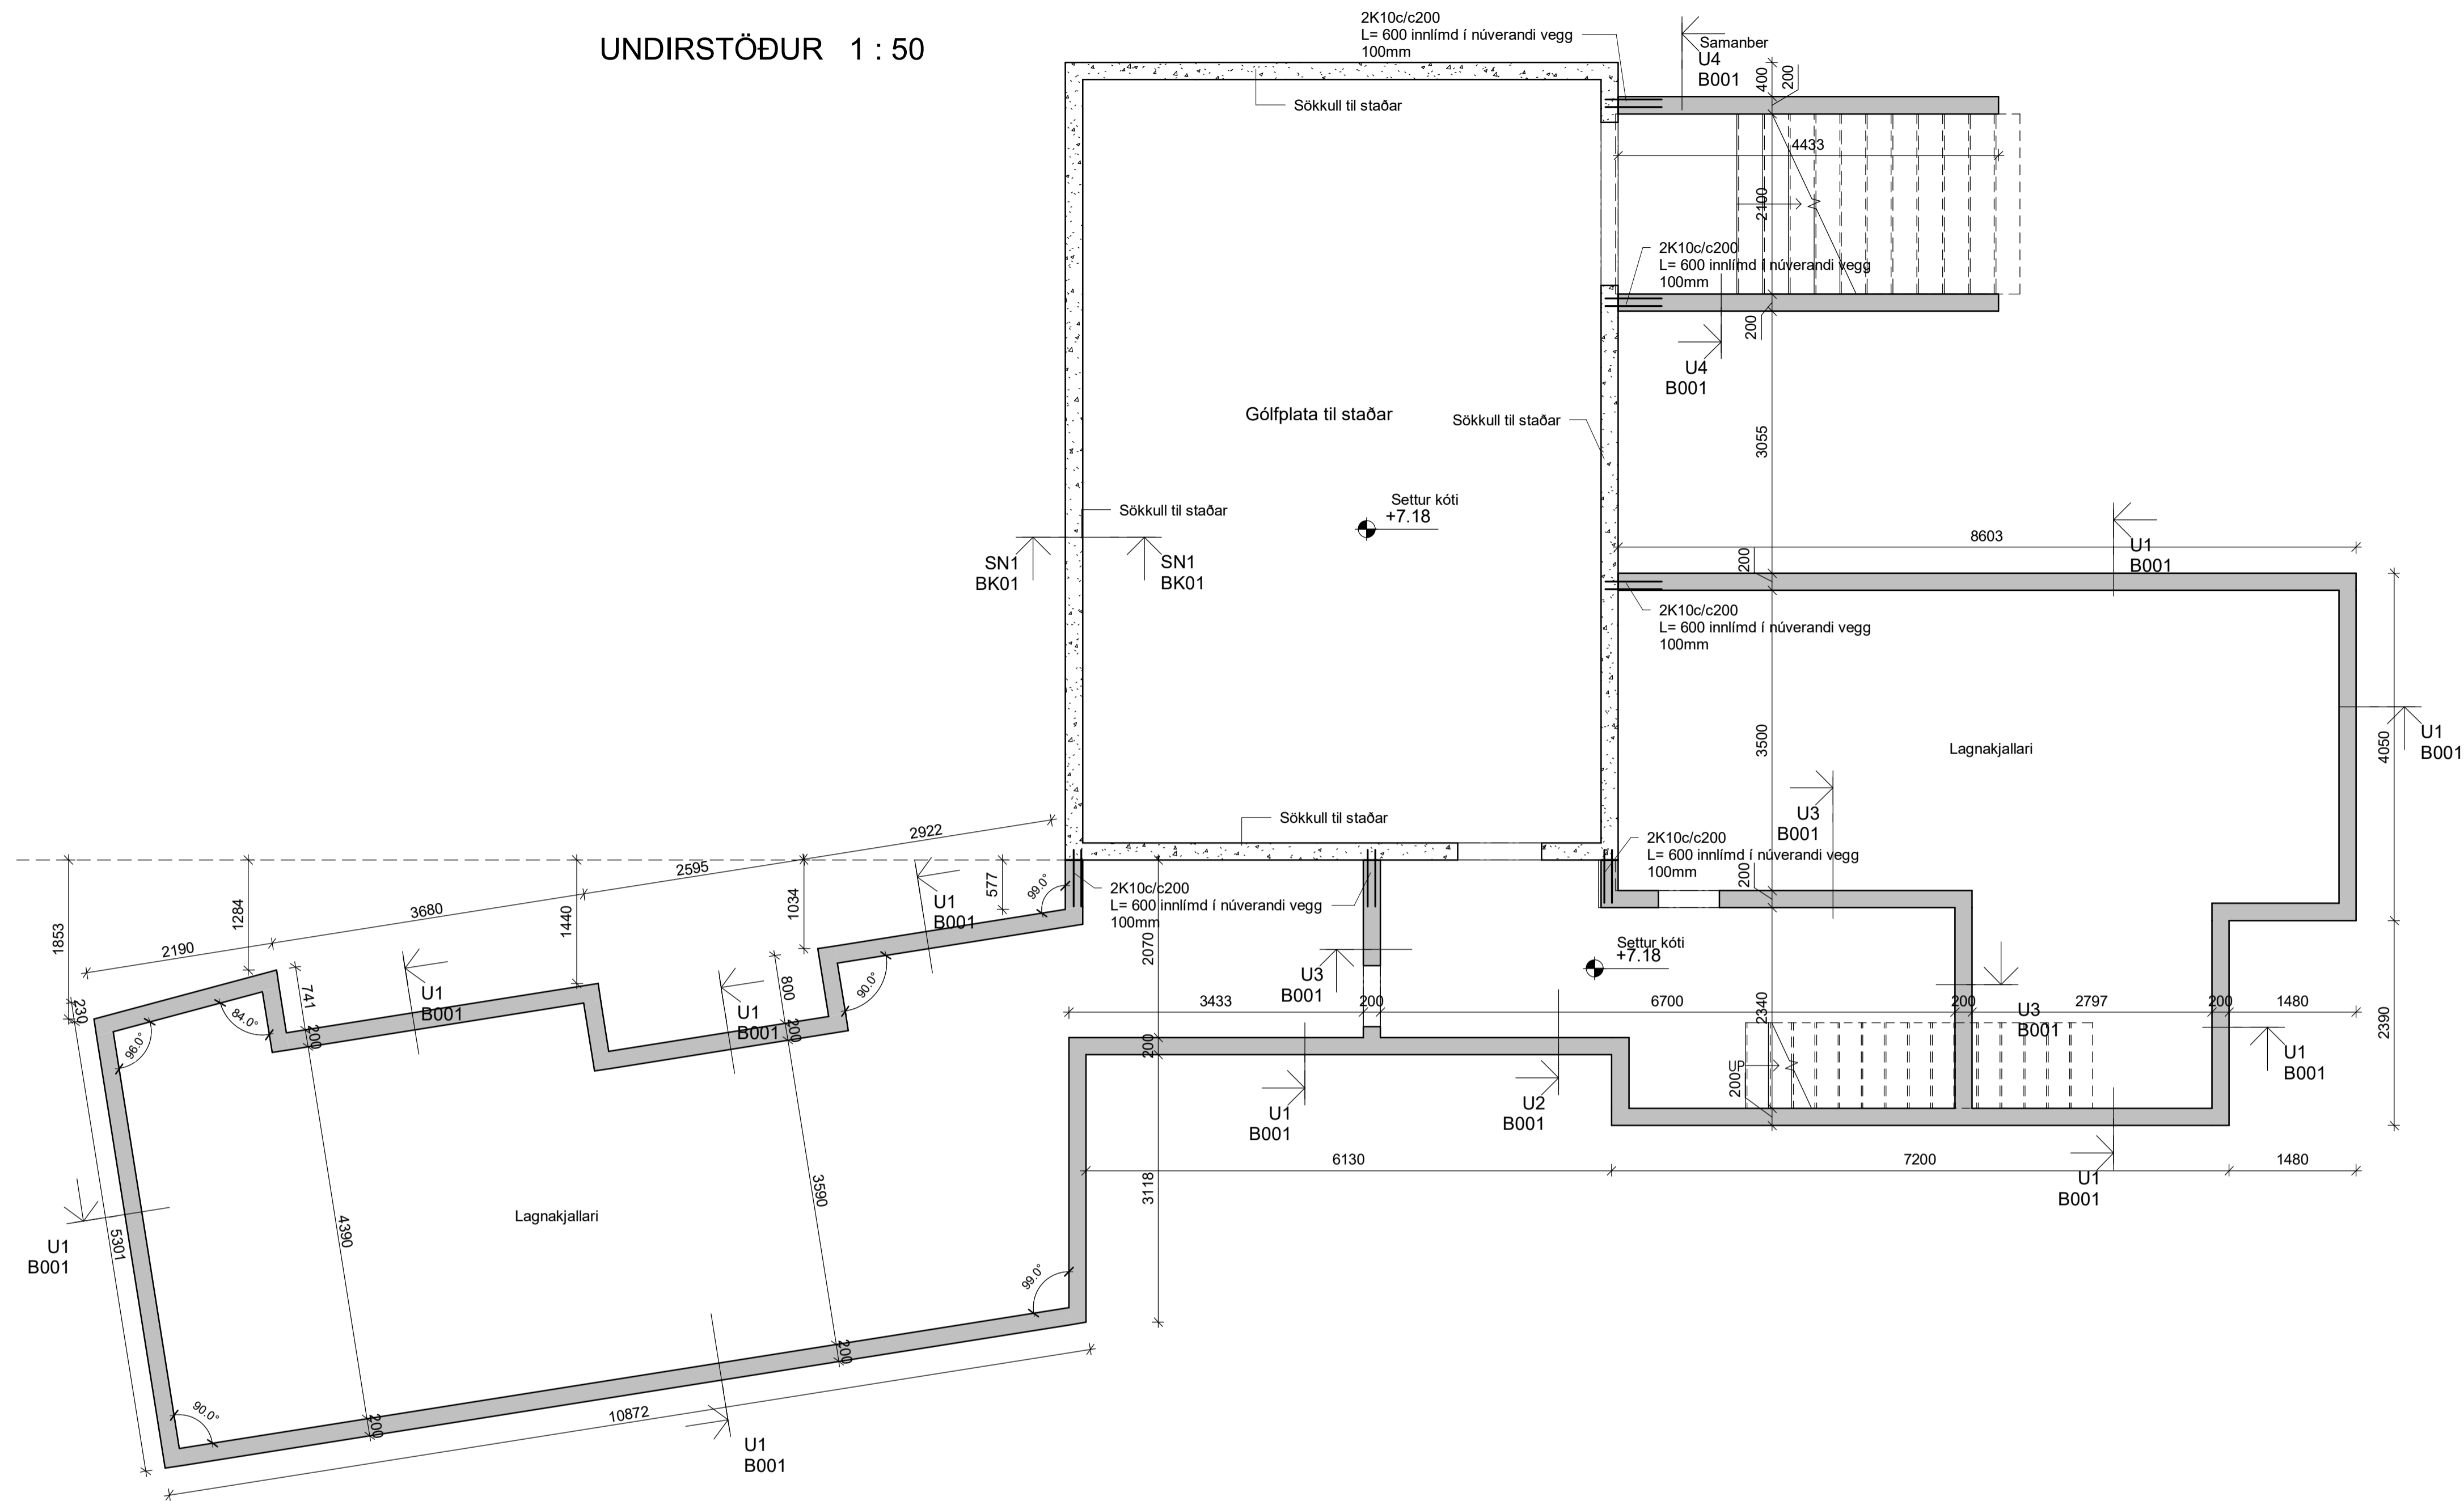 UNDIRSTÖÐUR 1 : 50
2K10c/c200
L= 600 innlímd í núverandi vegg
100mm
Samanber
U4
B001
400
200
Sökkull til staðar
4433
2100
2K10c/c200
L= 600 innlímd í núverandi vegg
100mm
200
U4
B001
Gólfplata til staðar
Sökkull til staðar
3055
Settur kóti
+7.18
Sökkull til staðar
SN1
BK01
SN1
BK01
8603
U1
B001
200
2K10c/c200
L= 600 innlímd í núverandi vegg
100mm
3500
Lagnakjallari
4050
U1
B001
U3
B001
Sökkull til staðar
2K10c/c200
L= 600 innlímd í núverandi vegg
100mm
200
2922
2595
3680
2190
1853
1284
1440
1034
577
99.0°
U1
B001
2K10c/c200
L= 600 innlímd í núverandi vegg
100mm
2070
Settur kóti
+7.18
U3
B001
230
741
200
800
200
90.0°
84.0°
96.0°
U1
B001
U1
B001
3433
200
6700
200
2797
200
1480
2340
U3
B001
2390
U1
B001
200
UP
200
U1
B001
U2
B001
6130
7200
1480
U1
B001
3118
3590
4390
Lagnakjallari
5301
U1
B001
99.0°
200
200
90.0°
10872
U1
B001